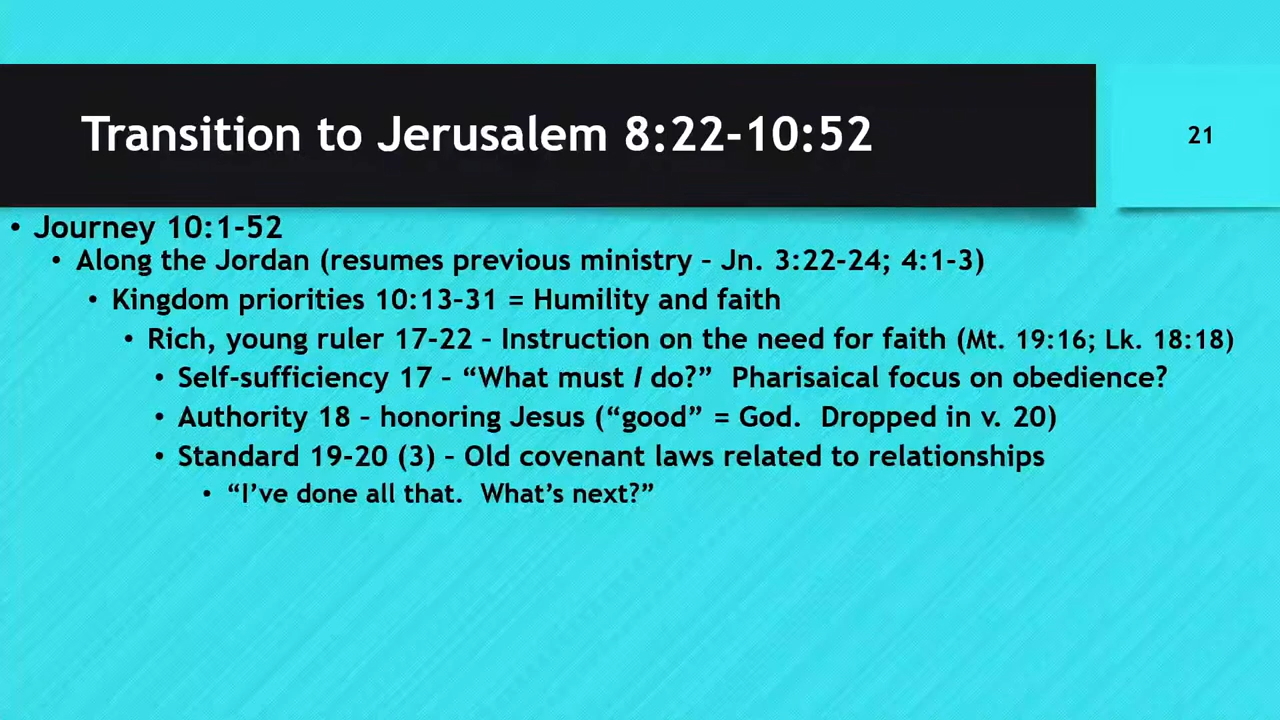 Transition to Jerusalem 8:22-10:52
21
• Journey 10:1-52
• Along the Jordan (resumes previous ministry – Jn. 3:22-24; 4:1-3)
• Kingdom priorities 10:13-31 = Humility and faith
• Rich, young ruler 17-22 – Instruction on the need for faith (Mt. 19:16; Lk. 18:18)
• Self-sufficiency 17 – “What must I do?” Pharisaical focus on obedience?
• Authority 18 – honoring Jesus (“good” = God. Dropped in v. 20)
• Standard 19-20 (3) – Old covenant laws related to relationships
• “I’ve done all that. What’s next?”